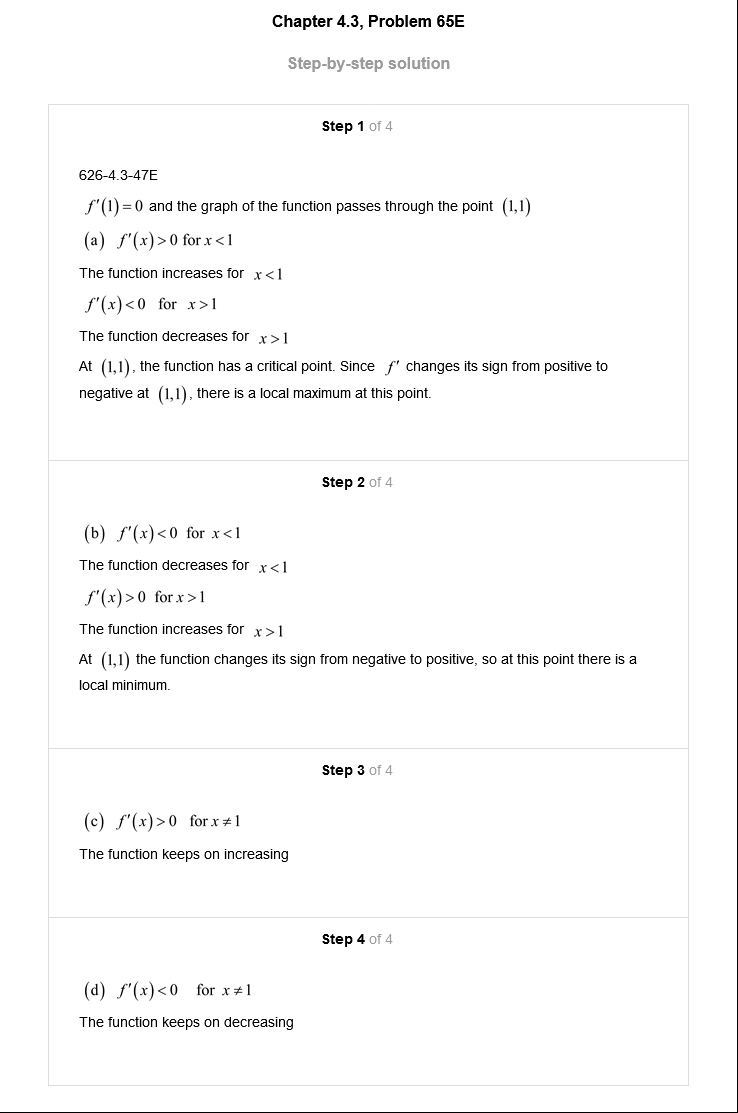 Chapter 4.3, Problem 65E
Step-by-step solution
Step 1 of 4
626-4.3-47E
f'(1)=0 and the graph of the function passes through the point (1,1)
(a) f'(x)>0 for x<1
The function increases for x<1
f'(x)<0 for x>1
The function decreases for x>1
At (1,1), the function has a critical point. Since f' changes its sign from positive to
negative at (1,1), there is a local maximum at this point.
Step 2 of 4
(b) f'(x)<0 for x<1
The function decreases for x<1
f'(x)>0 for x>1
The function increases for x>1
At (1,1) the function changes its sign from negative to positive, so at this point there is a
local minimum.
Step 3 of 4
(c) f'(x)>0 for x≠1
The function keeps on increasing
Step 4 of 4
(d) f'(x)<0 for x≠1
The function keeps on decreasing